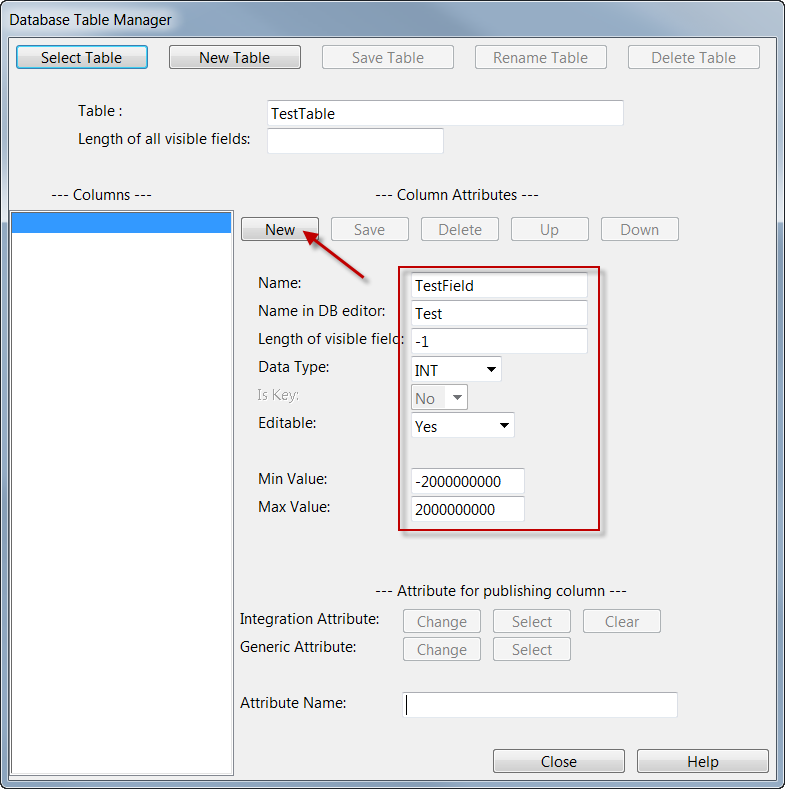 Database Table Manager
Select Table New Table Save Table Rename Table Delete Table
Table : TestTable
Length of all visible fields:
--- Columns --- --- Column Attributes ---
New Save Delete Up Down
Name: TestField
Name in DB editor: Test
Length of visible field: -1
Data Type: INT
Is Key: No
Editable: Yes
Min Value: -2000000000
Max Value: 2000000000
--- Attribute for publishing column ---
Integration Attribute: Change Select Clear
Generic Attribute: Change Select
Attribute Name:
Close Help